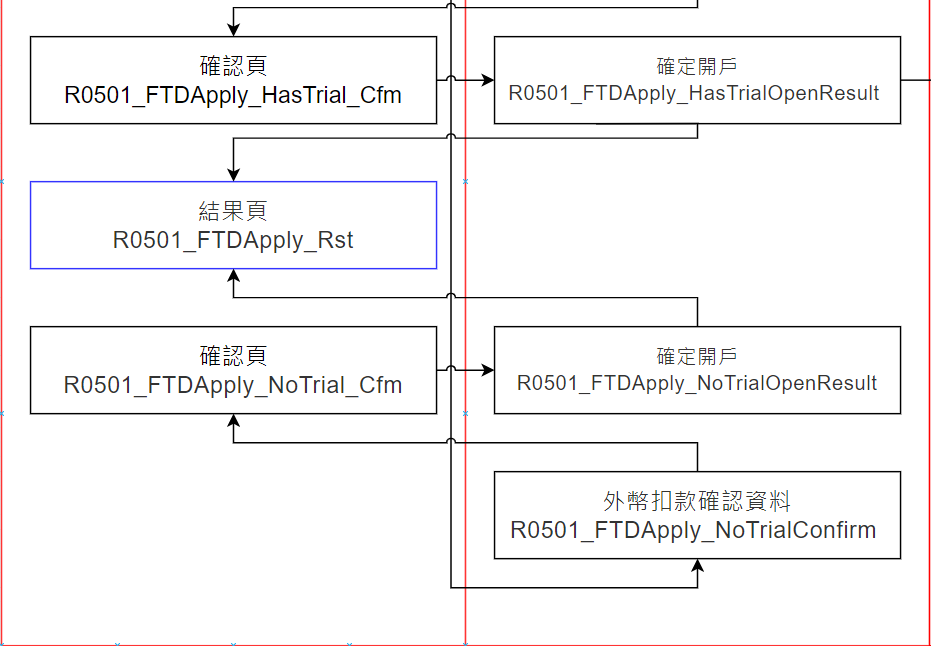 確認頁
R0501_FTDApply_HasTrial_Cfm
確定開戶
R0501_FTDApply_HasTrialOpenResult
結果頁
R0501_FTDApply_Rst
確認頁
R0501_FTDApply_NoTrial_Cfm
確定開戶
R0501_FTDApply_NoTrialOpenResult
外幣扣款確認資料
R0501_FTDApply_NoTrialConfirm